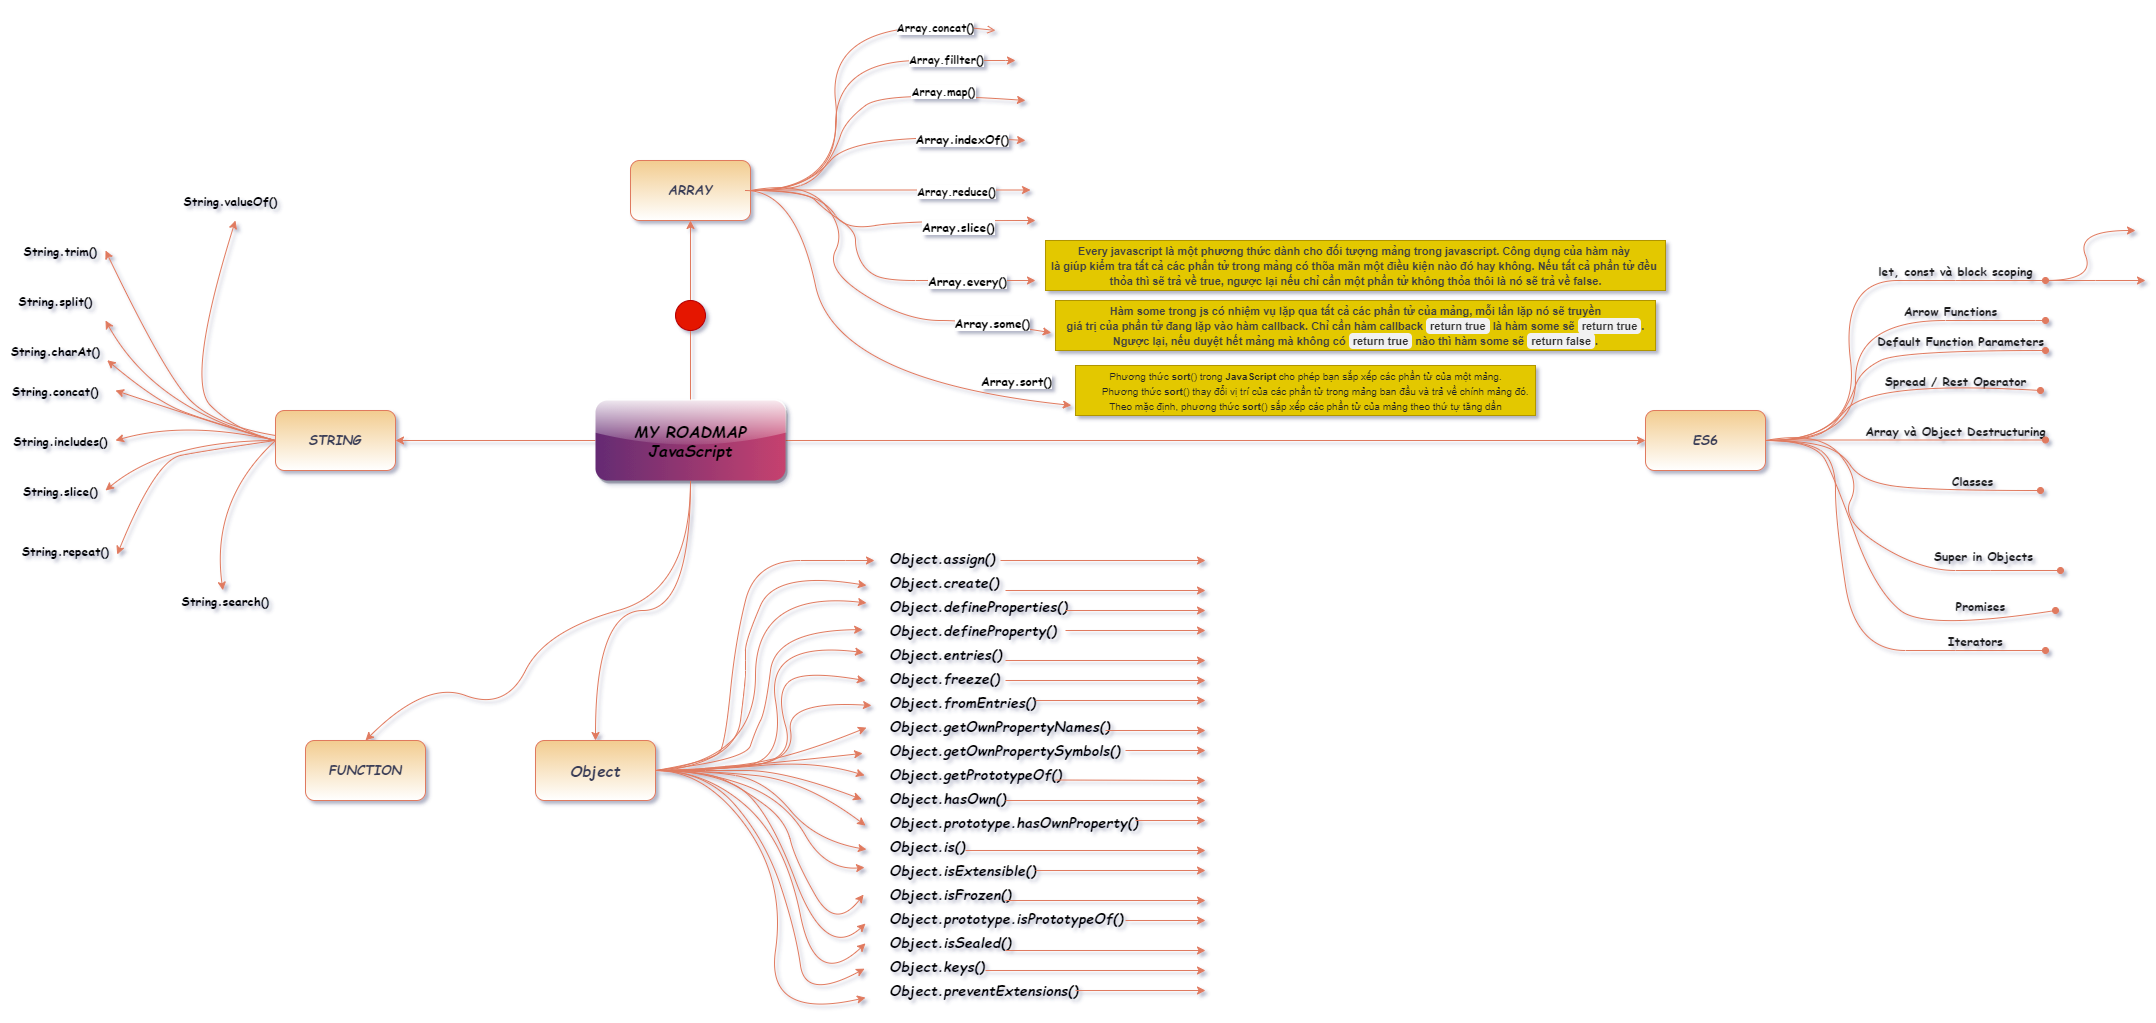 Array.concat()
Array.fillter()
Array.map()
Array.indexOf()
ARRAY
Array.reduce()
Array.slice()
Array.every()
Every javascript là một phương thức dành cho đối tượng mảng trong javascript. Công dụng của hàm này
là giúp kiểm tra tất cả các phần tử trong mảng có thõa mãn một điều kiện nào đó hay không. Nếu tất cả phần tử đều
thỏa thì sẽ trả về true, ngược lại nếu chỉ cần một phần tử không thỏa thôi là nó sẽ trả về false.
Array.some()
Hàm some trong js có nhiệm vụ lặp qua tất cả các phần tử của mảng, mỗi lần lặp nó sẽ truyền
giá trị của phần tử đang lặp vào hàm callback. Chỉ cần hàm callback return true là hàm some sẽ return true .
Ngược lại, nếu duyệt hết mảng mà không có return true nào thì hàm some sẽ return false .
Array.sort()
Phương thức sort() trong JavaScript cho phép bạn sắp xếp các phần tử của một mảng.
Phương thức sort() thay đổi vị trí của các phần tử trong mảng ban đầu và trả về chính mảng đó.
Theo mặc định, phương thức sort() sắp xếp các phần tử của mảng theo thứ tự tăng dần
String.valueOf()
String.trim()
String.split()
String.charAt()
String.concat()
String.includes()
String.slice()
String.repeat()
String.search()
STRING
MY ROADMAP
JavaScript
ES6
let, const và block scoping
Arrow Functions
Default Function Parameters
Spread / Rest Operator
Array và Object Destructuring
Classes
Super in Objects
Promises
Iterators
FUNCTION
Object
Object.assign()
Object.create()
Object.defineProperties()
Object.defineProperty()
Object.entries()
Object.freeze()
Object.fromEntries()
Object.getOwnPropertyNames()
Object.getOwnPropertySymbols()
Object.getPrototypeOf()
Object.hasOwn()
Object.prototype.hasOwnProperty()
Object.is()
Object.isExtensible()
Object.isFrozen()
Object.prototype.isPrototypeOf()
Object.isSealed()
Object.keys()
Object.preventExtensions()